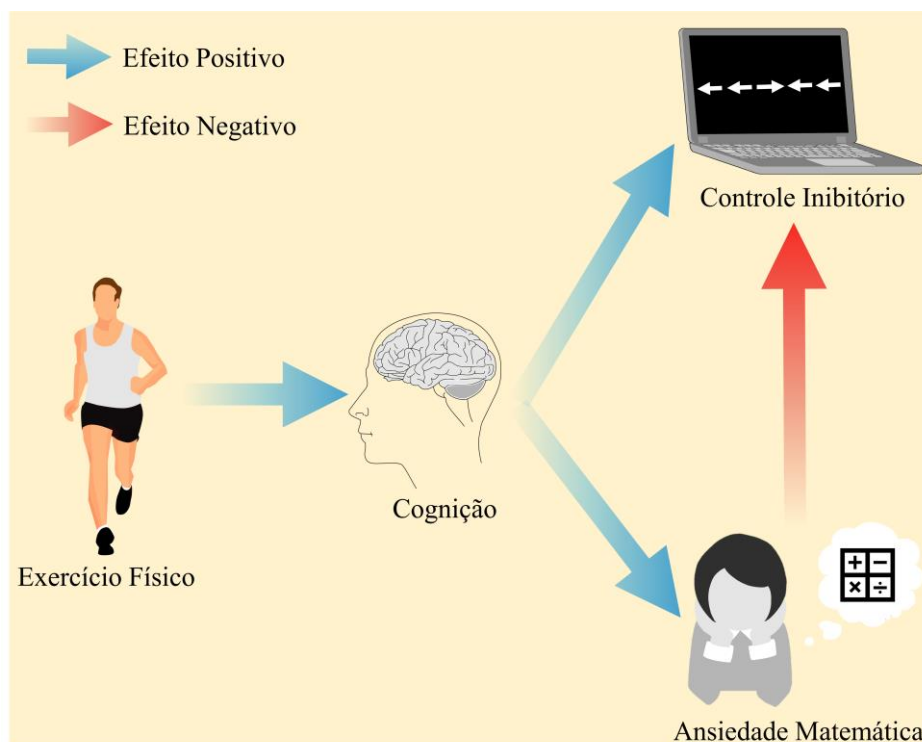 Efeito Positivo
Efeito Negativo
Controle Inibitório
Cognição
Exercício Físico
+ −
× ÷
Ansiedade Matemática